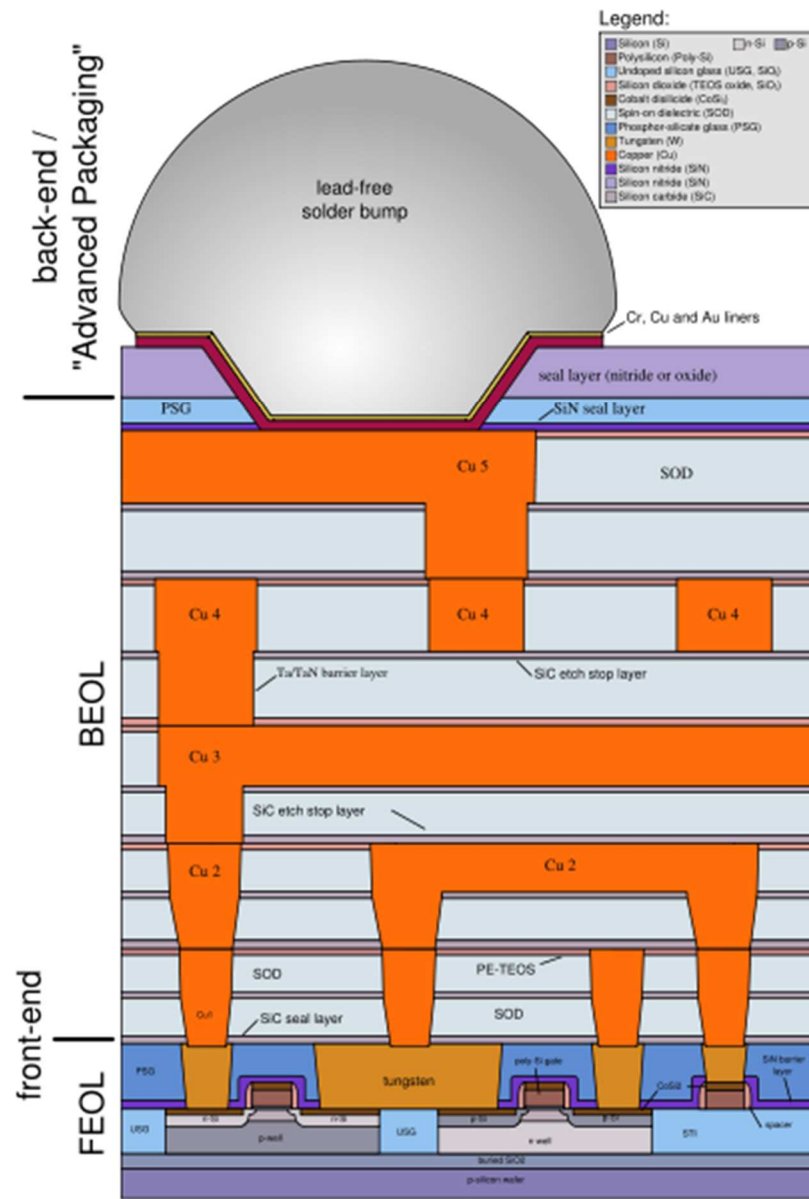 Legend:
Silicon (Si)
n-Si
p-Si
Polysilicon (Poly-Si)
Undoped silicon glass (USG, SiO₂)
Silicon dioxide (TEOS oxide, SiO₂)
Cobalt disilicide (CoSi₂)
Spin-on dielectric (SOD)
Phosphor-silicate glass (PSG)
Tungsten (W)
Copper (Cu)
Silicon nitride (SiN)
Silicon nitride (SiN)
Silicon carbide (SiC)
back-end /
"Advanced Packaging"
lead-free
solder bump
Cr, Cu and Au liners
seal layer (nitride or oxide)
PSG
SiN seal layer
Cu 5
SOD
Cu 4
Cu 4
Cu 4
Ta/TaN barrier layer
SiC etch stop layer
BEOL
Cu 3
SiC etch stop layer
Cu 2
Cu 2
SOD
PE-TEOS
front-end
Cu1
SiC seal layer
SOD
FEOL
PSG
tungsten
poly-Si gate
CoSi2
SiN barrier
layer
n-Si
n-Si
p-Si
p-Si
spacer
USG
p-well
USG
n-well
STI
buried SiO2
p-silicon wafer